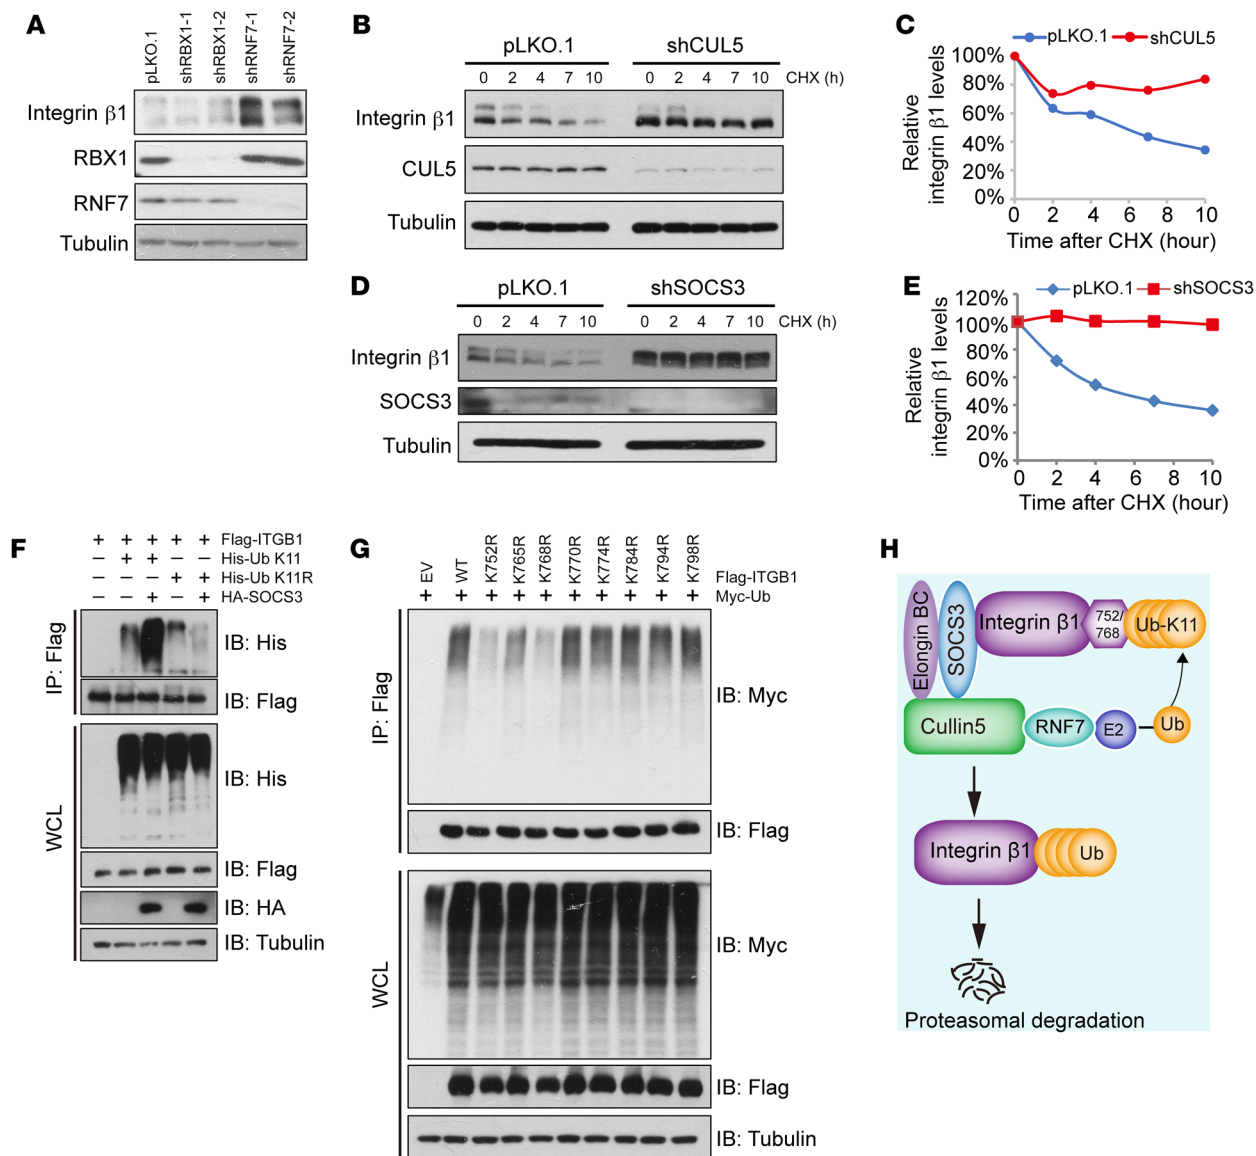 A
pLKO.1
shRBX1-1
shRBX1-2
shRNF7-1
shRNF7-2
Integrin β1
RBX1
RNF7
Tubulin
B
pLKO.1 shCUL5
0 2 4 7 10 0 2 4 7 10 CHX (h)
Integrin β1
CUL5
Tubulin
C
pLKO.1 shCUL5
Relative
integrin β1 levels
100%
80%
60%
40%
20%
0%
0 2 4 6 8 10
Time after CHX (hour)
D
pLKO.1 shSOCS3
0 2 4 7 10 0 2 4 7 10 CHX (h)
Integrin β1
SOCS3
Tubulin
E
pLKO.1 shSOCS3
Relative
integrin β1 levels
120%
100%
80%
60%
40%
20%
0%
0 2 4 6 8 10
Time after CHX (hour)
F
+ + + + + Flag-ITGB1
– + + – – His-Ub K11
– – – + + His-Ub K11R
– – + – + HA-SOCS3
IP: Flag
IB: His
IB: Flag
WCL
IB: His
IB: Flag
IB: HA
IB: Tubulin
G
EV
WT
K752R
K765R
K768R
K770R
K774R
K784R
K794R
K798R
Flag-ITGB1
+ + + + + + + + + + Myc-Ub
IP: Flag
IB: Myc
IB: Flag
WCL
IB: Myc
IB: Flag
IB: Tubulin
H
Elongin BC
SOCS3
Integrin β1
752/
768
Ub-K11
Cullin5
RNF7
E2
Ub
Integrin β1
Ub
Proteasomal degradation